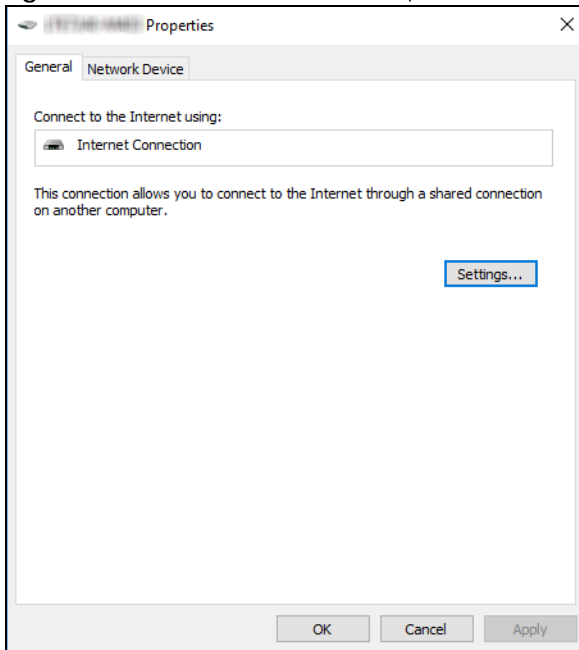 Properties
General
Network Device
Connect to the Internet using:
Internet Connection
This connection allows you to connect to the Internet through a shared connection
on another computer.
Settings...
OK
Cancel
Apply